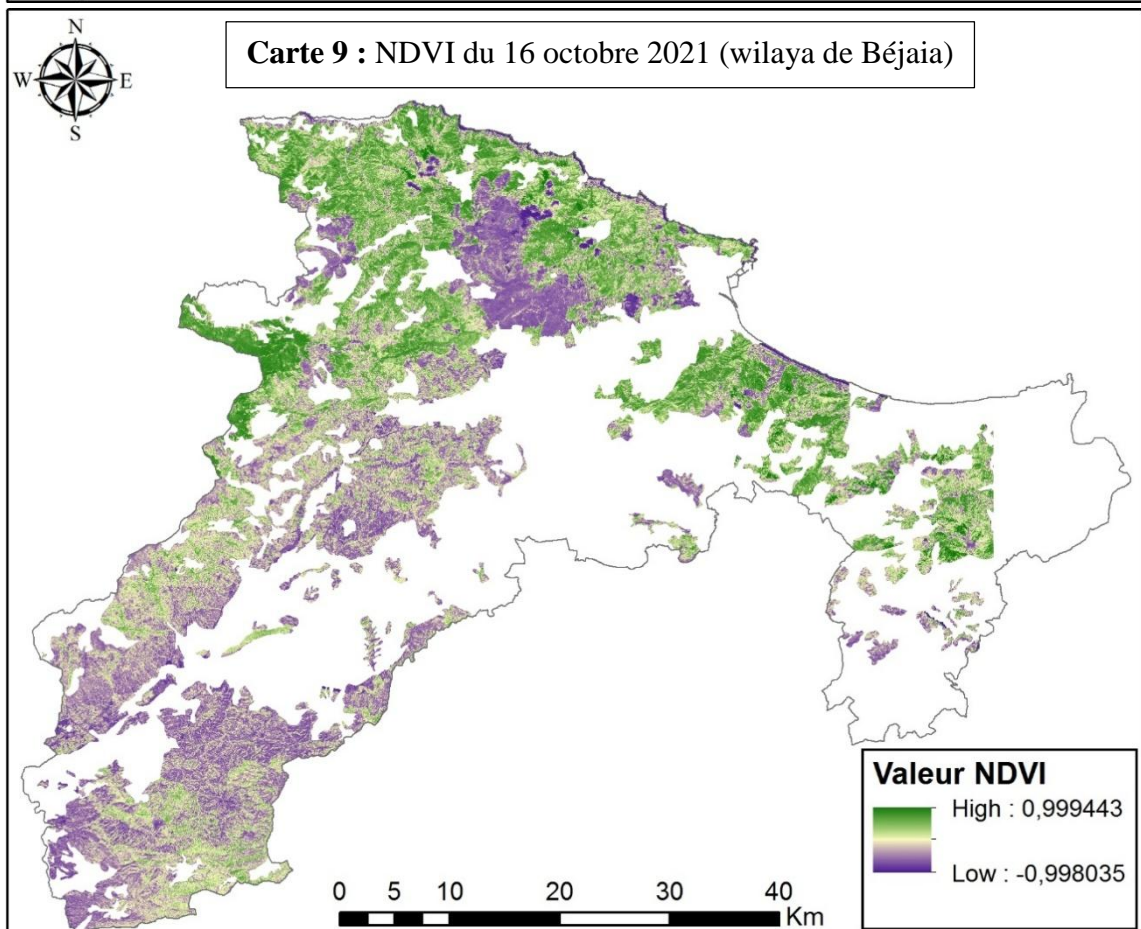 Carte 9 : NDVI du 16 octobre 2021 (wilaya de Béjaia)
N
W E
S
Valeur NDVI
High : 0,999443
Low : -0,998035
0 5 10 20 30 40
Km